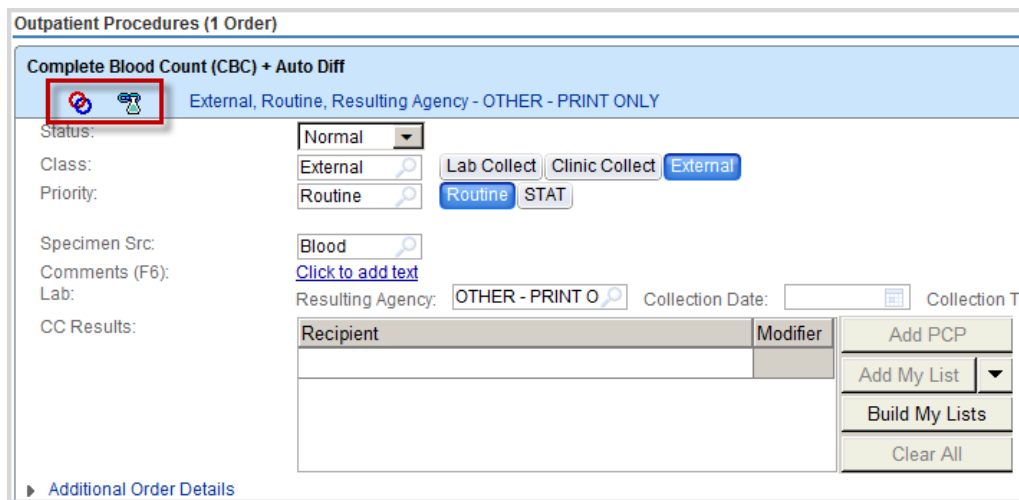 Outpatient Procedures (1 Order)
Complete Blood Count (CBC) + Auto Diff
External, Routine, Resulting Agency - OTHER - PRINT ONLY
Status: Normal
Class: External Lab Collect Clinic Collect External
Priority: Routine Routine STAT
Specimen Src: Blood
Comments (F6): Click to add text
Lab: Resulting Agency: OTHER - PRINT O Collection Date: Collection T
CC Results: Recipient Modifier Add PCP
Add My List
Build My Lists
Clear All
Additional Order Details